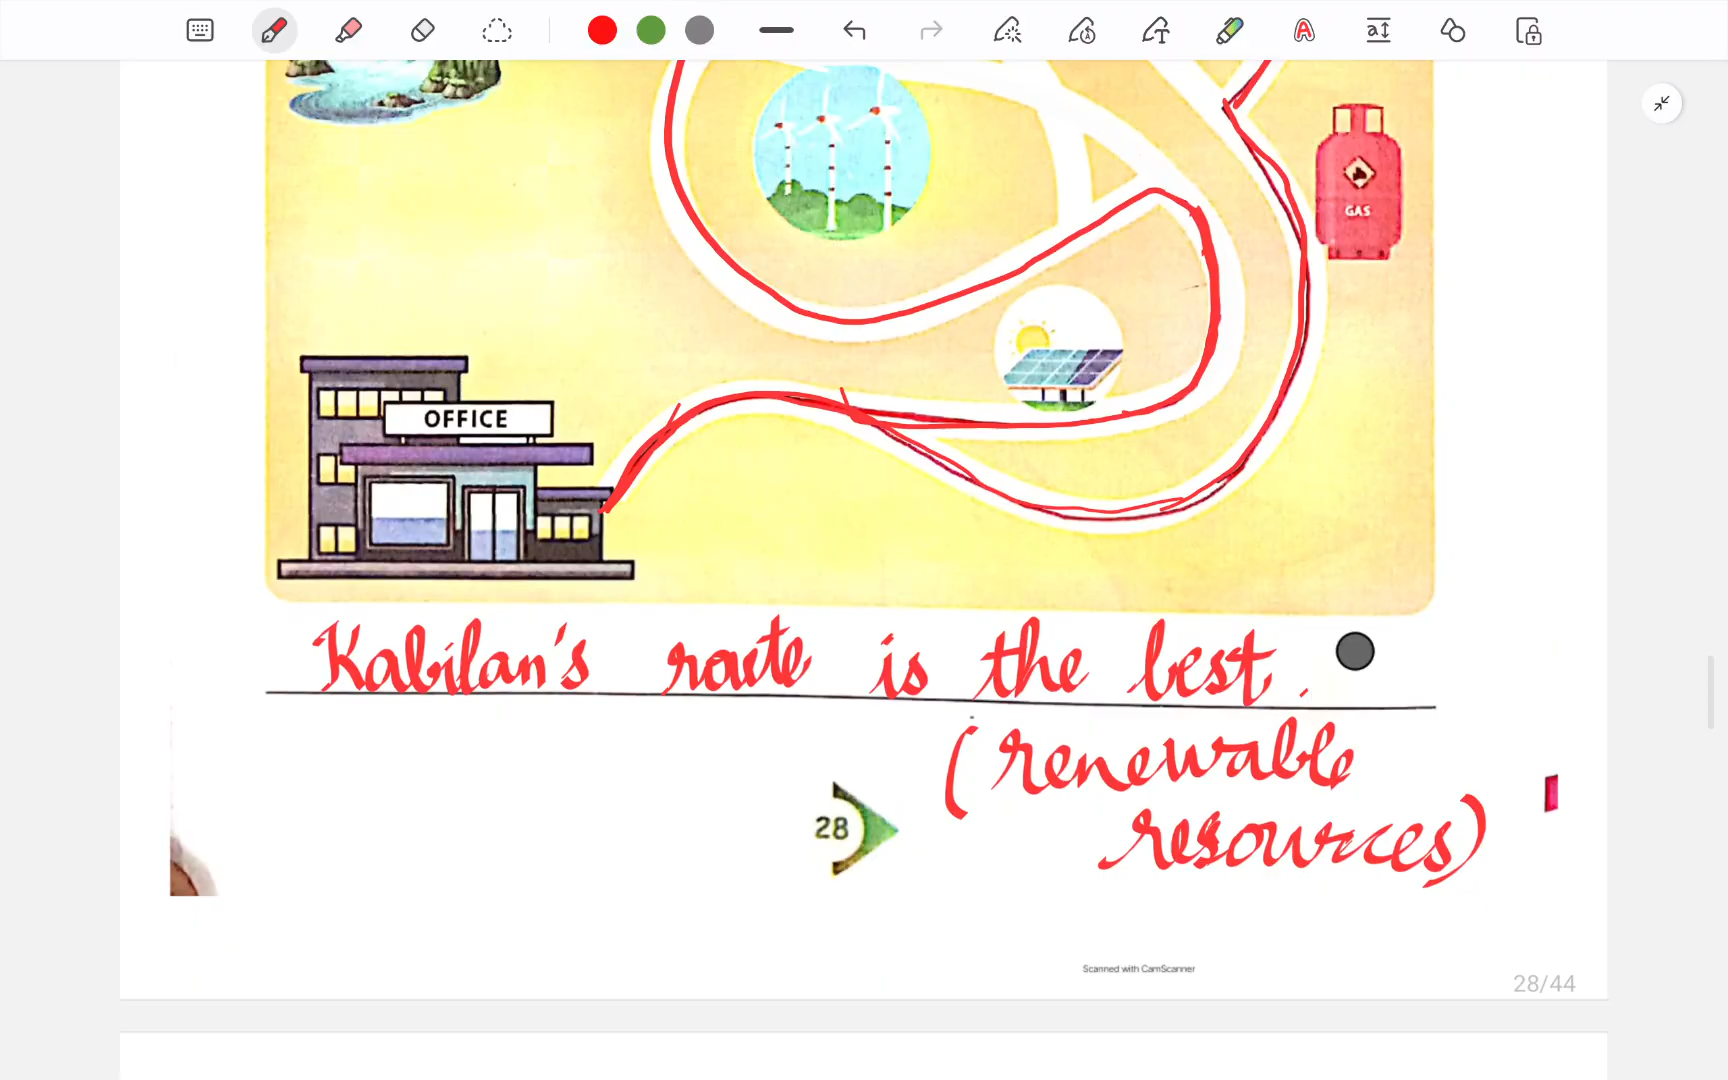 GAS
OFFICE
Kabilan's route is the best.
(renewable
resources)
28
Scanned with CamScanner
28/44